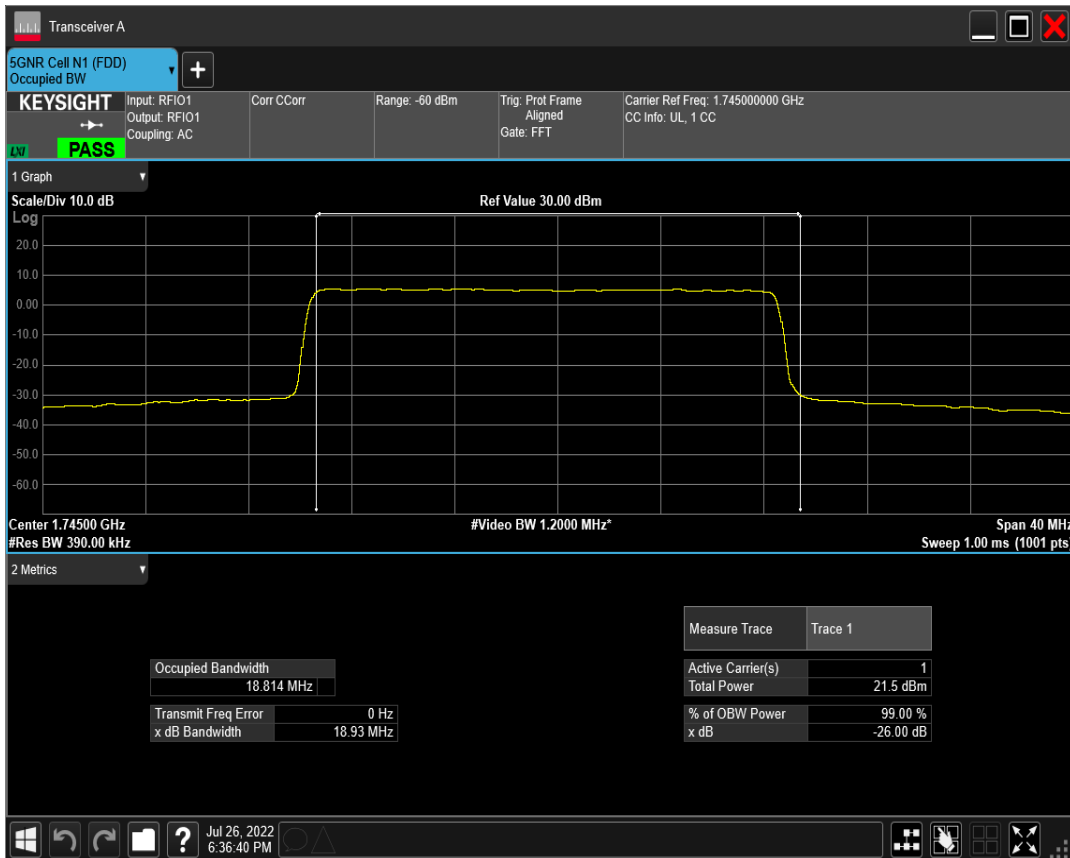 Transceiver A
5GNR Cell N1 (FDD)
Occupied BW
+
KEYSIGHT
LXI
PASS
Input: RFIO1
Output: RFIO1
Coupling: AC
Corr CCorr
Range: -60 dBm
Trig: Prot Frame
Aligned
Gate: FFT
Carrier Ref Freq: 1.745000000 GHz
CC Info: UL, 1 CC
1 Graph
Scale/Div 10.0 dB
Ref Value 30.00 dBm
Log
20.0
10.0
0.00
-10.0
-20.0
-30.0
-40.0
-50.0
-60.0
Center 1.74500 GHz
#Video BW 1.2000 MHz*
Span 40 MHz
#Res BW 390.00 kHz
Sweep 1.00 ms (1001 pts)
2 Metrics
Measure Trace Trace 1
Occupied Bandwidth
18.814 MHz
Active Carrier(s) 1
Total Power 21.5 dBm
Transmit Freq Error 0 Hz
x dB Bandwidth 18.93 MHz
% of OBW Power 99.00 %
x dB -26.00 dB
?
Jul 26, 2022
6:36:40 PM